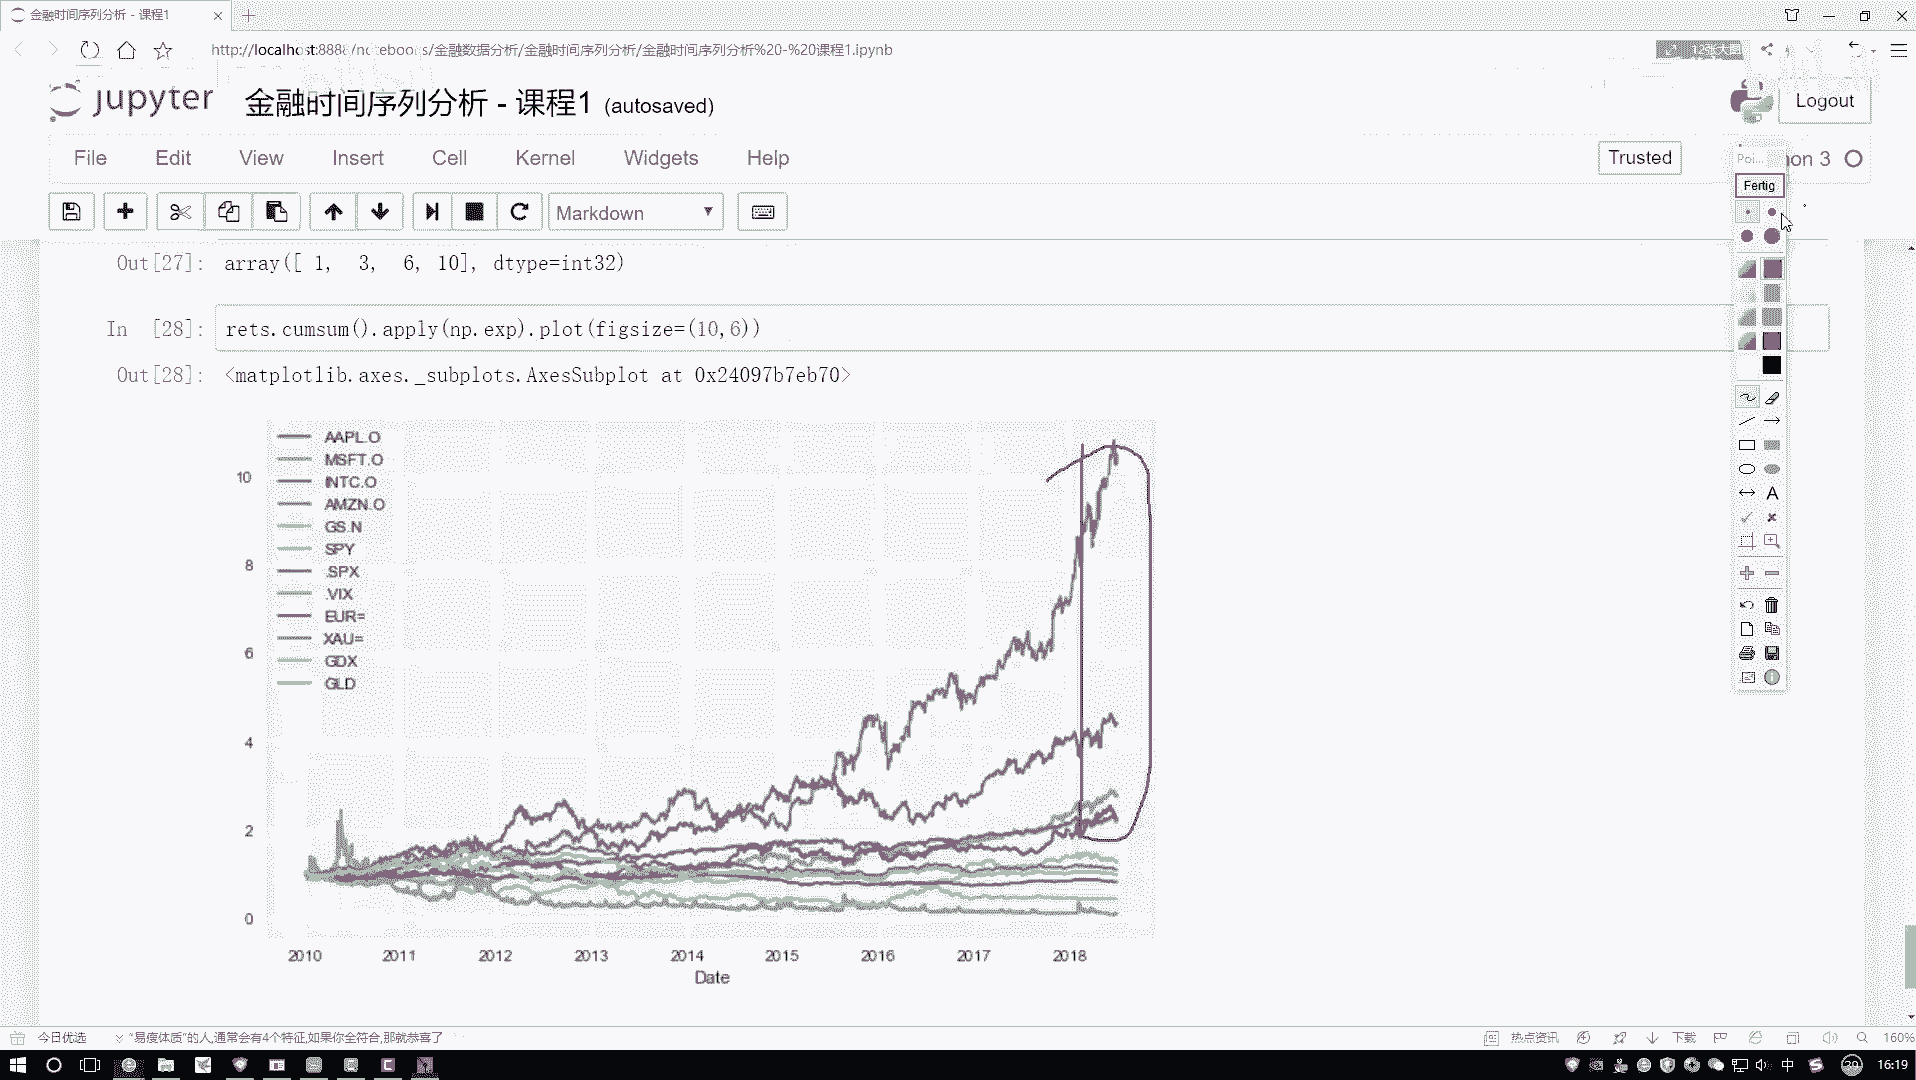 金融时间序列分析 - 课程1
http://localhost:8888/notebooks/金融数据分析/金融时间序列分析/金融时间序列分析%20-%20课程1.ipynb
12张大图
jupyter
金融时间序列分析 - 课程1 (autosaved)
Logout
File Edit View Insert Cell Kernel Widgets Help
Trusted
Poi...
on 3
Fertig
Markdown
Out[27]: array([ 1, 3, 6, 10], dtype=int32)
In [28]: rets.cumsum().apply(np.exp).plot(figsize=(10,6))
Out[28]: <matplotlib.axes._subplots.AxesSubplot at 0x24097b7eb70>
AAPL.O
MSFT.O
INTC.O
AMZN.O
GS.N
SPY
.SPX
.VIX
EUR=
XAU=
GDX
GLD
10
8
6
4
2
0
2010 2011 2012 2013 2014 2015 2016 2017 2018
Date
A
今日优选
“易瘦体质”的人,通常会有4个特征,如果你全符合,那就恭喜了
热点资讯
下载
160%
中
16:19